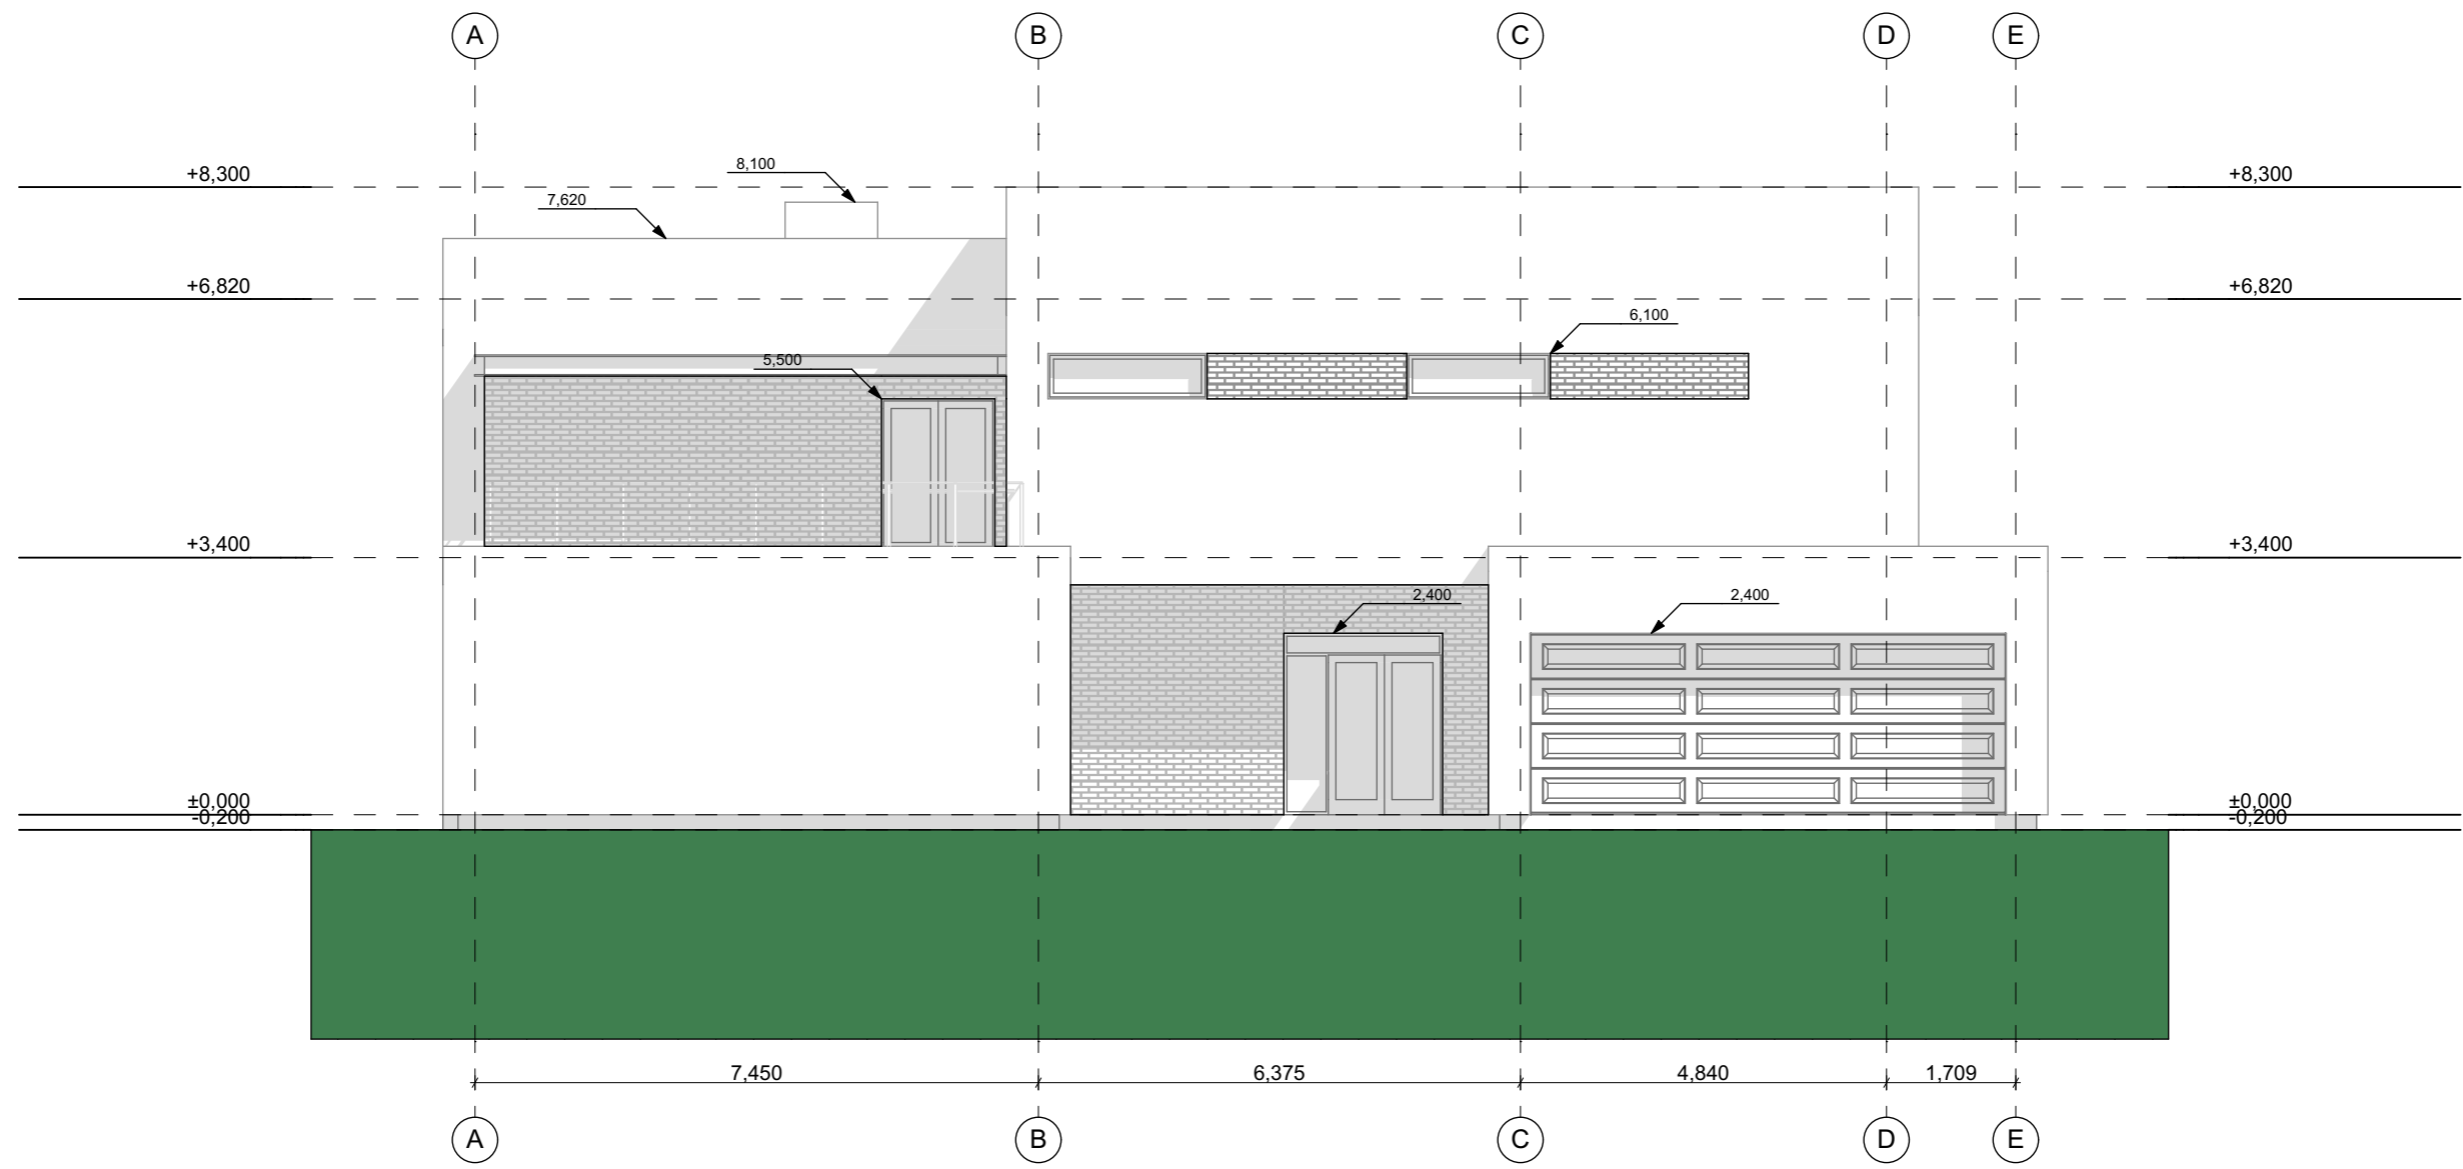 A B C D E
+8,300 8,100 +8,300
7,620
+6,820 +6,820
6,100
5,500
+3,400 +3,400
2,400 2,400
±0,000 ±0,000
-0,200 -0,200
7,450 6,375 4,840 1,709
A B C D E